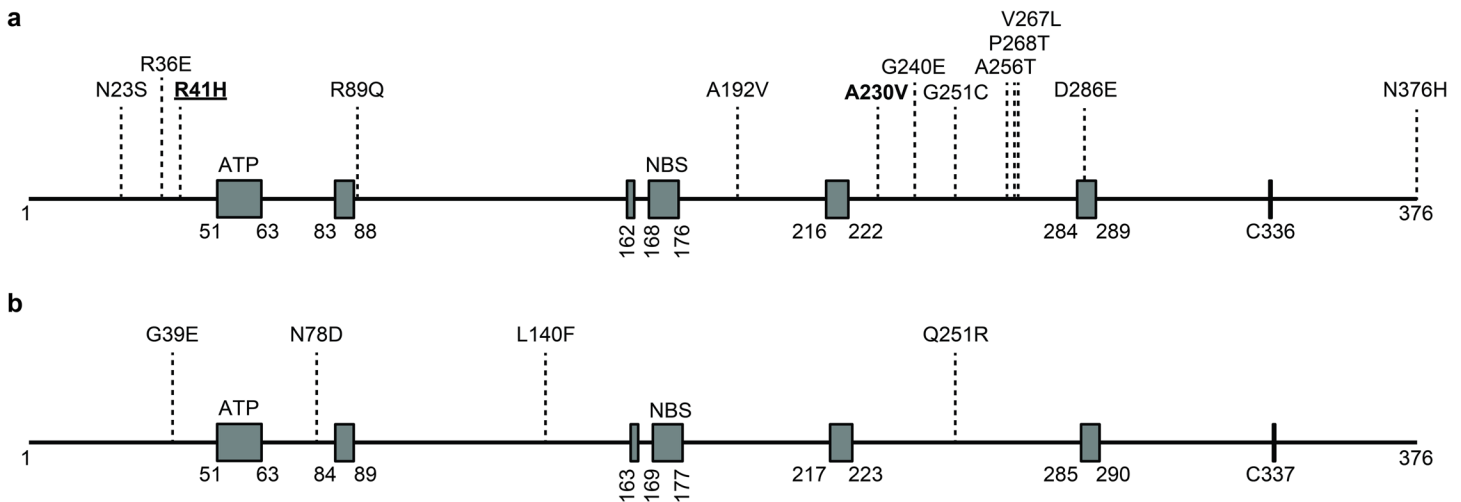 a
V267L
P268T
R36E G240E A256T
N23S R41H R89Q A192V A230V G251C D286E N376H
ATP NBS
1 51 63 83 88 162 168 176 216 222 284 289 C336 376
b
G39E N78D L140F Q251R
ATP NBS
1 51 63 84 89 163 169 177 217 223 285 290 C337 376